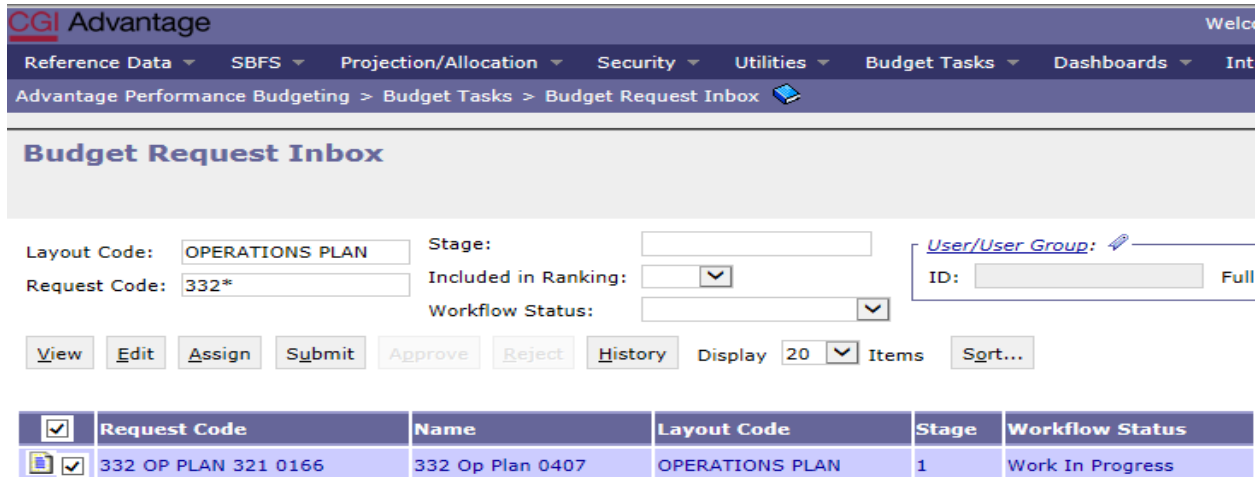 CGI Advantage Welco
Reference Data SBFS Projection/Allocation Security Utilities Budget Tasks Dashboards Int
Advantage Performance Budgeting > Budget Tasks > Budget Request Inbox
Budget Request Inbox
Layout Code: OPERATIONS PLAN Stage: User/User Group:
Request Code: 332* Included in Ranking: ID: Full
Workflow Status:
View Edit Assign Submit Approve Reject History Display 20 Items Sort...
Request Code Name Layout Code Stage Workflow Status
332 OP PLAN 321 0166 332 Op Plan 0407 OPERATIONS PLAN 1 Work In Progress